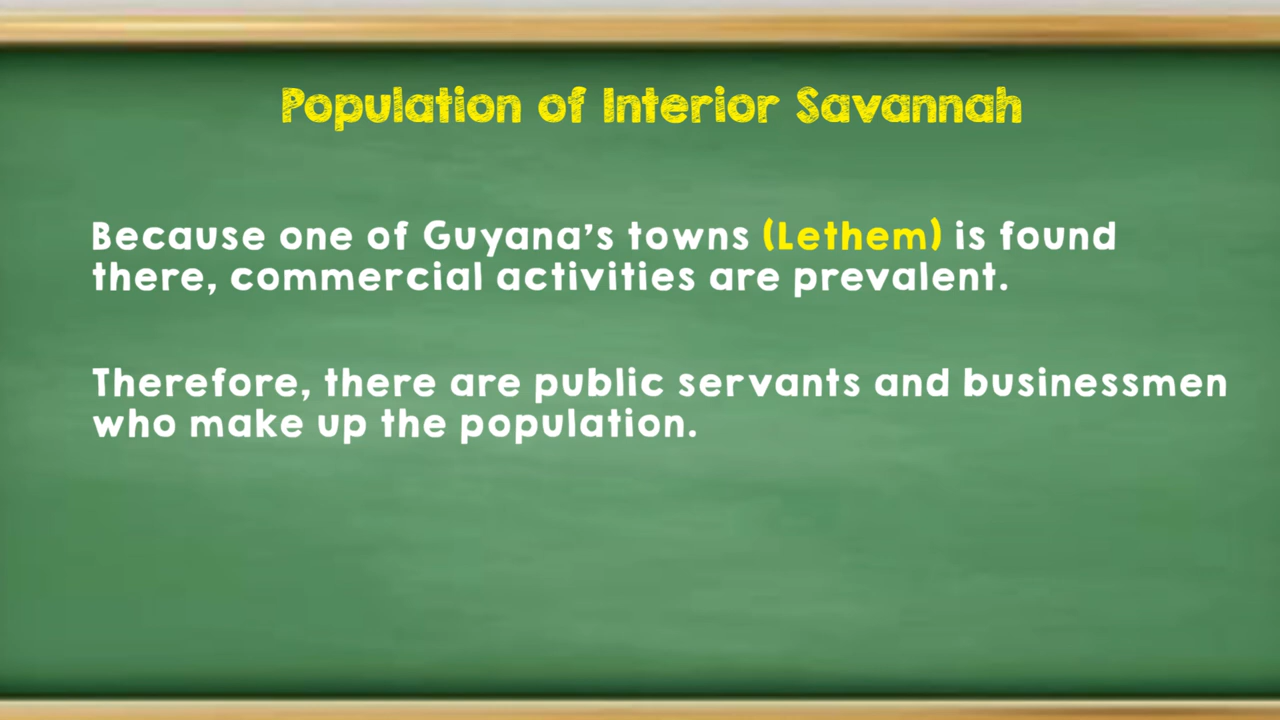 Population of Interior Savannah
Because one of Guyana's towns (Lethem) is found
there, commercial activities are prevalent.
Therefore, there are public servants and businessmen
who make up the population.